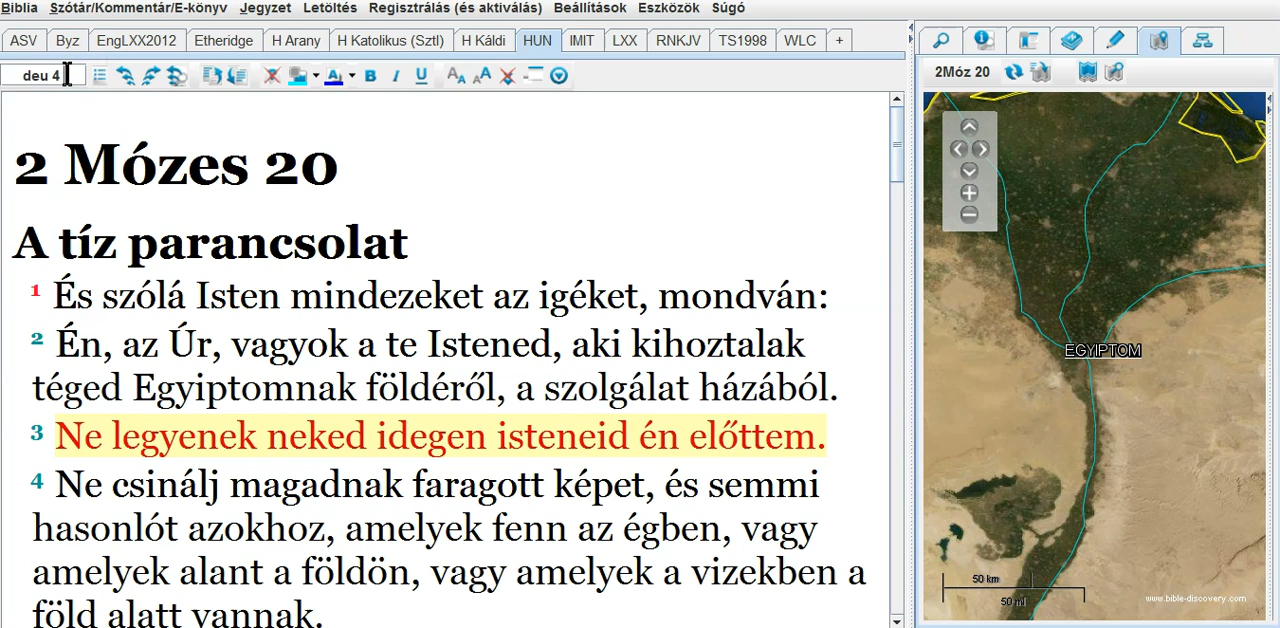 Biblia Szótár/Kommentár/E-könyv Jegyzet Letöltés Regisztrálás (és aktiválás) Beállítások Eszközök Súgó
ASV Byz EngLXX2012 Etheridge H Arany H Katolikus (Sztl) H Káldi HUN IMIT LXX RNKJV TS1998 WLC +
deu 4
2 Mózes 20
A tíz parancsolat
1 És szólá Isten mindezeket az igéket, mondván:
2 Én, az Úr, vagyok a te Istened, aki kihoztalak
téged Egyiptomnak földéről, a szolgálat házából.
3 Ne legyenek neked idegen isteneid én előttem.
4 Ne csinálj magadnak faragott képet, és semmi
hasonlót azokhoz, amelyek fenn az égben, vagy
amelyek alant a földön, vagy amelyek a vizekben a
föld alatt vannak.
2Móz 20
EGYIPTOM
50 km
50 ml
www.bible-discovery.com